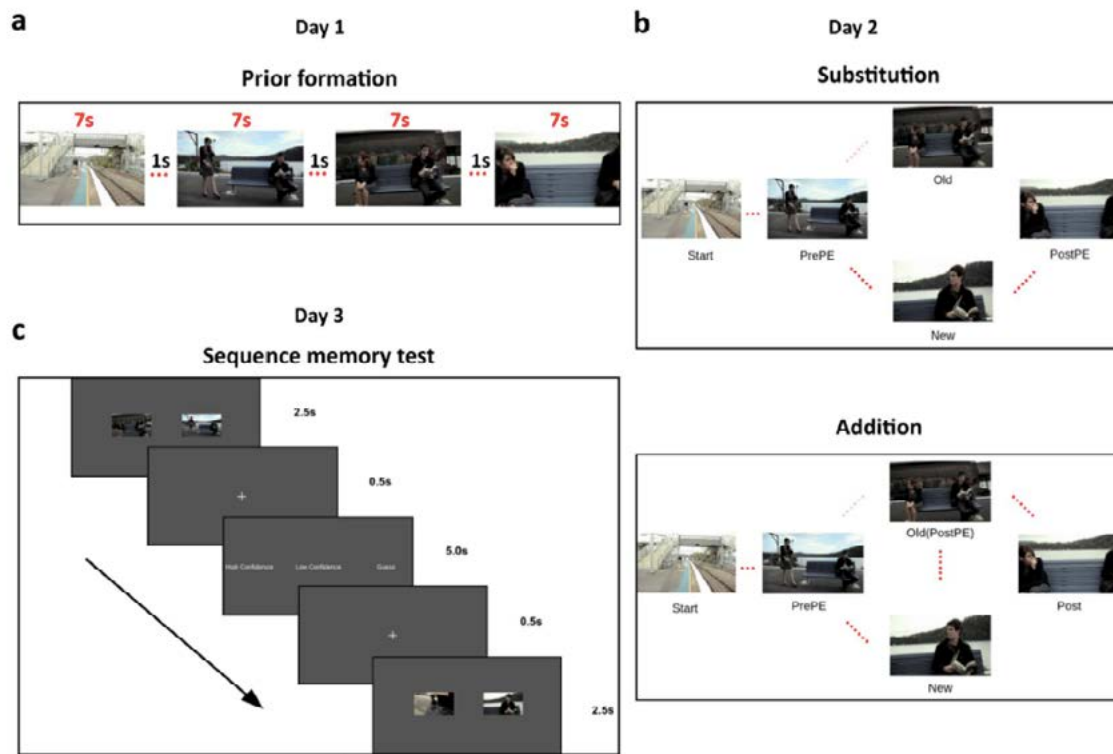 a
Day 1
Prior formation
7s 7s 7s 7s
1s 1s 1s
b
Day 2
Substitution
Old
Start
PrePE
PostPE
New
c
Day 3
Sequence memory test
2.5s
0.5s
High Confidence Low Confidence Guess
5.0s
0.5s
2.5s
Addition
Old(PostPE)
Start
PrePE
Post
New